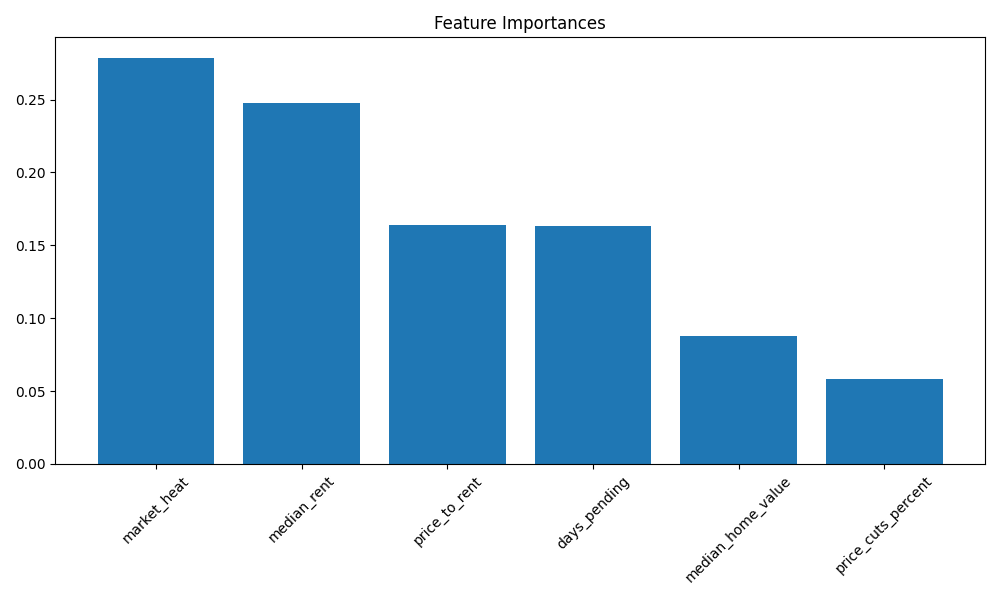 Feature Importances
0.25
0.20
0.15
0.10
0.05
0.00
market_heat
median_rent
price_to_rent
days_pending
median_home_value
price_cuts_percent